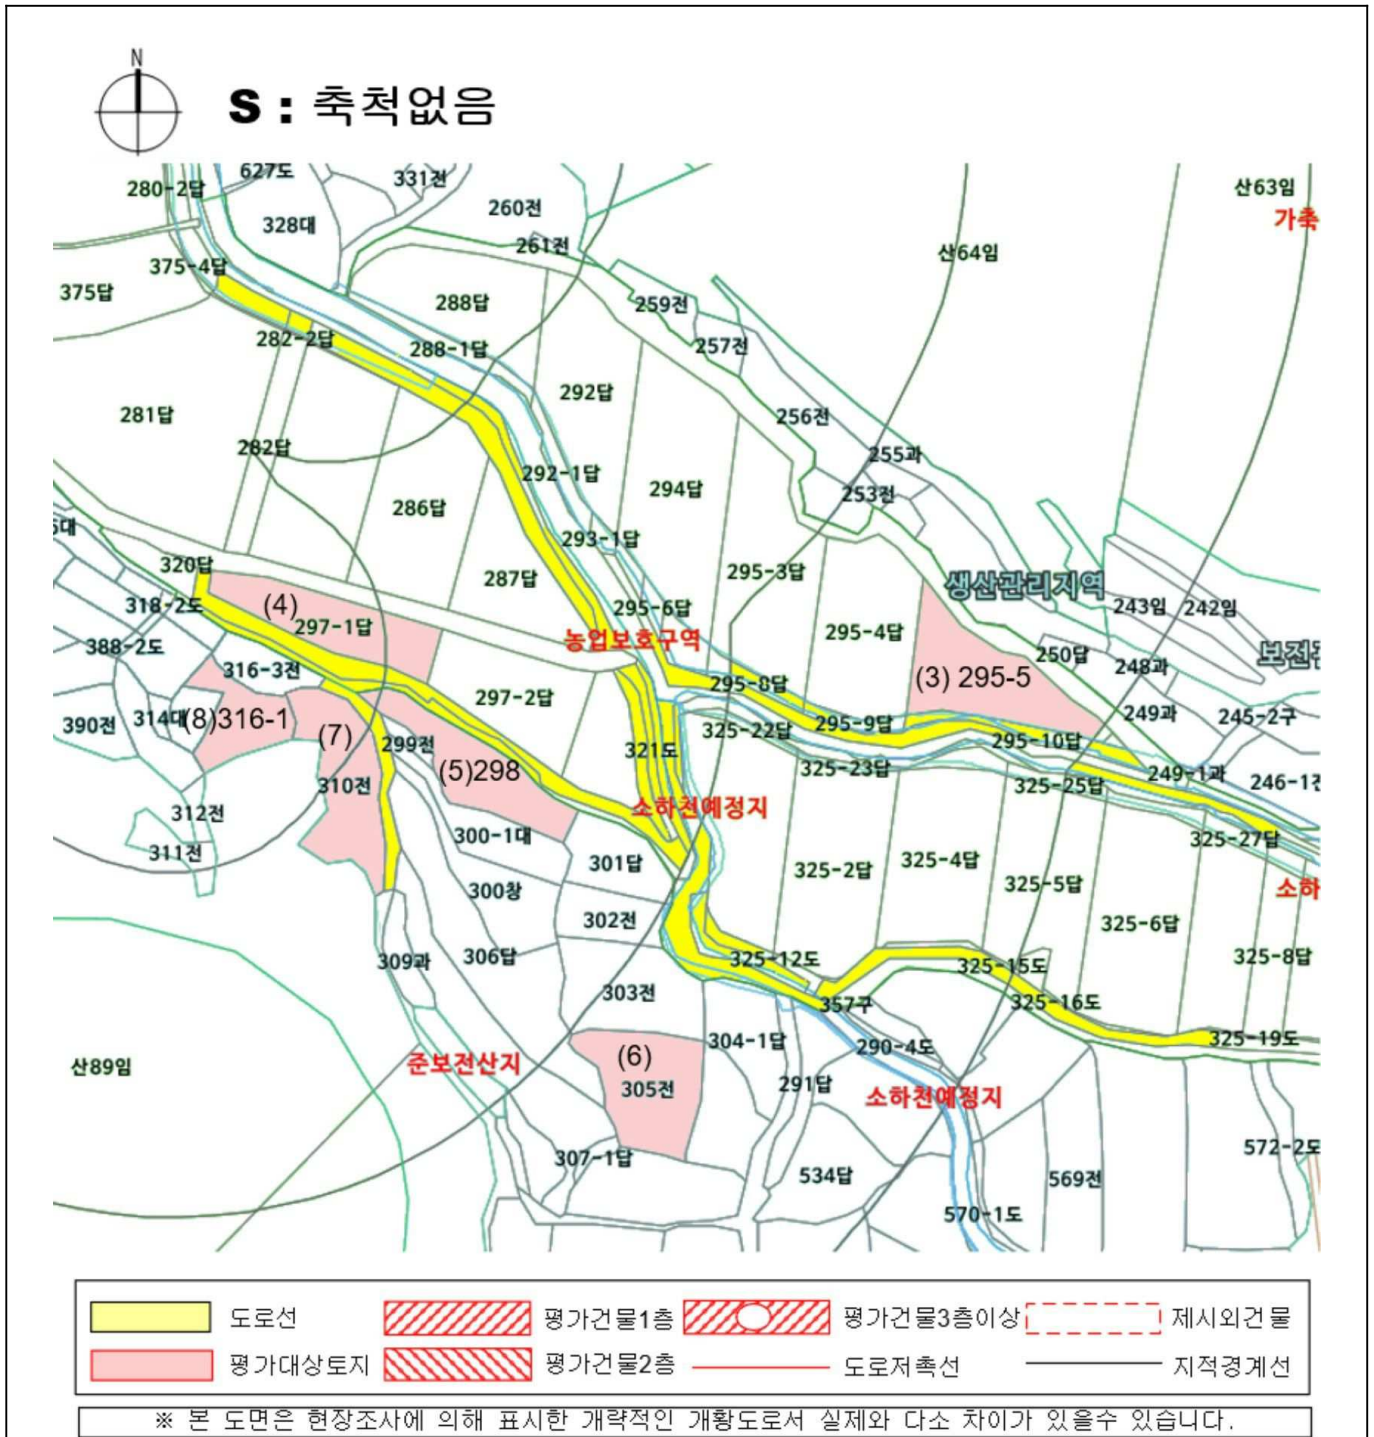 N
S : 축척없음
627도
331전
280-2답
산63임
260전
328대
가축
261전
산64임
375-4답
375답
288답
259전
282-2답
288-1답
257전
292답
281답
256전
282답
255과
292-1답
294답
253전
286답
293-1답
320답
295-3답
287답
생산관리지역
318-2도
(4)
297-1답
295-6답
243임
242임
295-4답
388-2도
농업보호구역
250답
316-3전
248과
(3) 295-5
295-8답
297-2답
314대
(8)316-1
249과
245-2구
390전
325-22답
295-9답
(7)
299전
321도
295-10답
(5)298
325-23답
249-1과
310전
325-25답
246-1전
312전
소하천예정지
300-1대
325-27답
311전
301답
325-2답
325-4답
325-5답
300창
소하
302전
325-6답
306답
309과
325-12도
325-15도
325-8답
303전
357구
325-16도
304-1답
290-4도
325-19도
(6)
산89임
준보전산지
305전
291답
소하천예정지
307-1답
572-2도
534답
569전
570-1도
도로선
평가건물1층
평가건물3층이상
제시외건물
평가대상토지
평가건물2층
도로저촉선
지적경계선
※ 본 도면은 현장조사에 의해 표시한 개략적인 개황도로서 실제와 다소 차이가 있을수 있습니다.